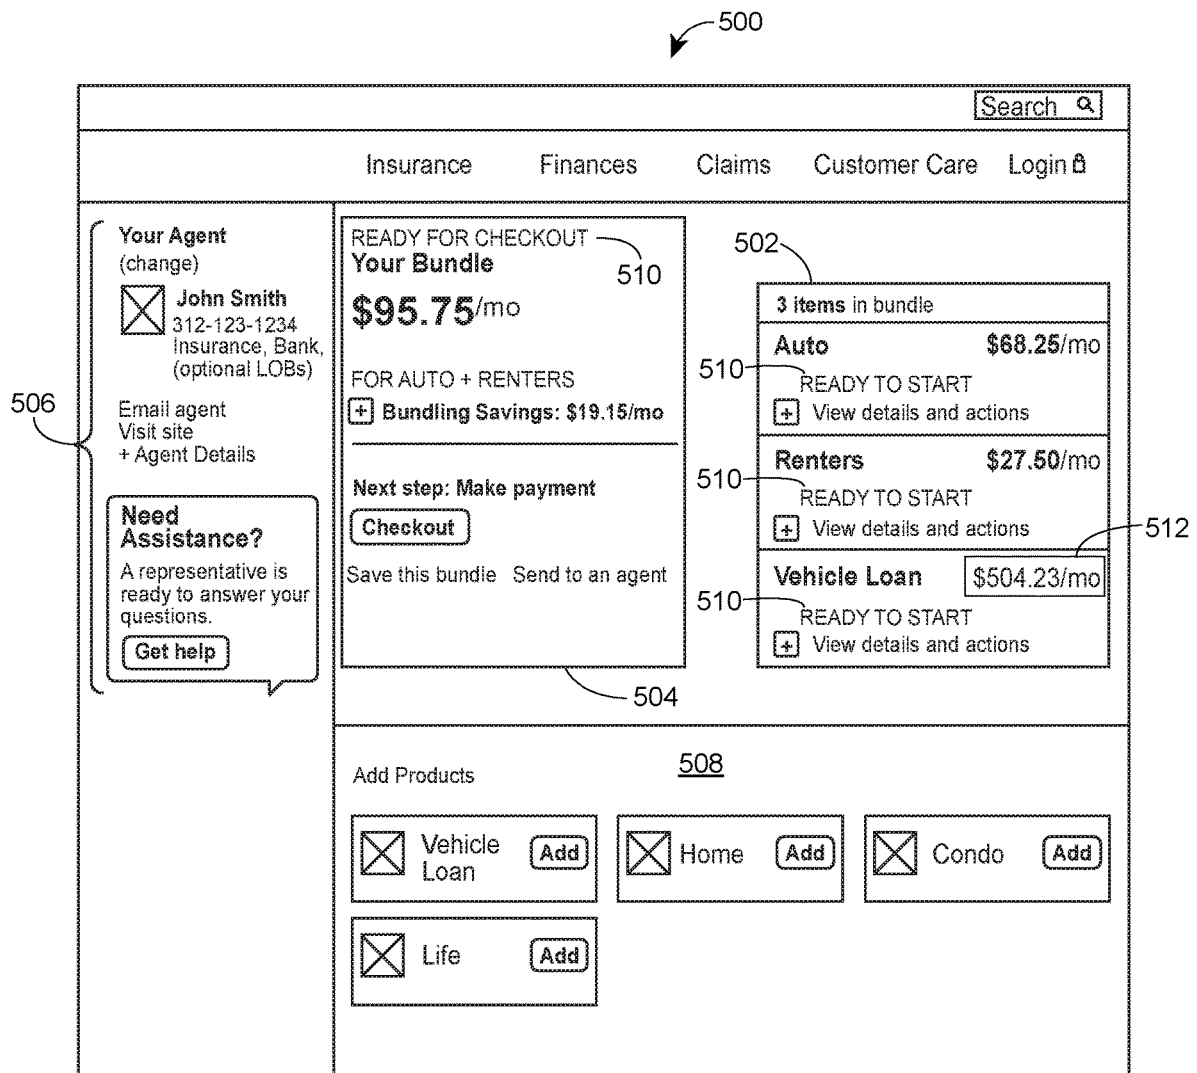 500
Search
Insurance Finances Claims Customer Care Login
Your Agent
(change)
John Smith
312-123-1234
Insurance, Bank,
(optional LOBs)
Email agent
Visit site
+ Agent Details
506
Need
Assistance?
A representative is
ready to answer your
questions.
Get help
READY FOR CHECKOUT
510
Your Bundle
$95.75/mo
FOR AUTO + RENTERS
+ Bundling Savings: $19.15/mo
Next step: Make payment
Checkout
Save this bundle Send to an agent
504
502
3 items in bundle
Auto $68.25/mo
510
READY TO START
+ View details and actions
Renters $27.50/mo
510
READY TO START
+ View details and actions
512
Vehicle Loan $504.23/mo
510
READY TO START
+ View details and actions
508
Add Products
Vehicle
Loan
Add
Home Add
Condo Add
Life Add